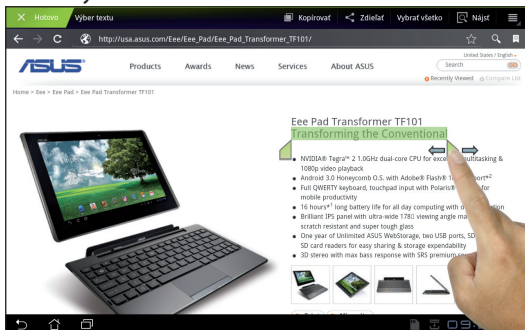 Hotovo Výber textu Kopírovať Zdieľať Vybrať všetko Nájsť
http://usa.asus.com/Eee/Eee_Pad/Eee_Pad_Transformer_TF101/
United States / English
ASUS Products Awards News Services About ASUS Search
Recently Viewed Compare List
Home > Eee > Eee Pad > Eee Pad Transformer TF101
Eee Pad Transformer TF101
Transforming the Conventional
NVIDIA® Tegra™ 2 1.0GHz dual-core CPU for multitasking &
1080p video playback
Android 3.0 Honeycomb O.S. with Adobe® Flash®
Full QWERTY keyboard, touchpad input with Polaris® for
mobile productivity
16 hours*1 long battery life for all day computing with
Brilliant IPS panel with ultra-wide 178° viewing angle
scratch resistant and super tough glass
One year of Unlimited ASUS WebStorage, two USB ports,
SD card readers for easy sharing & storage expendability
3D stereo with max bass response with SRS premium